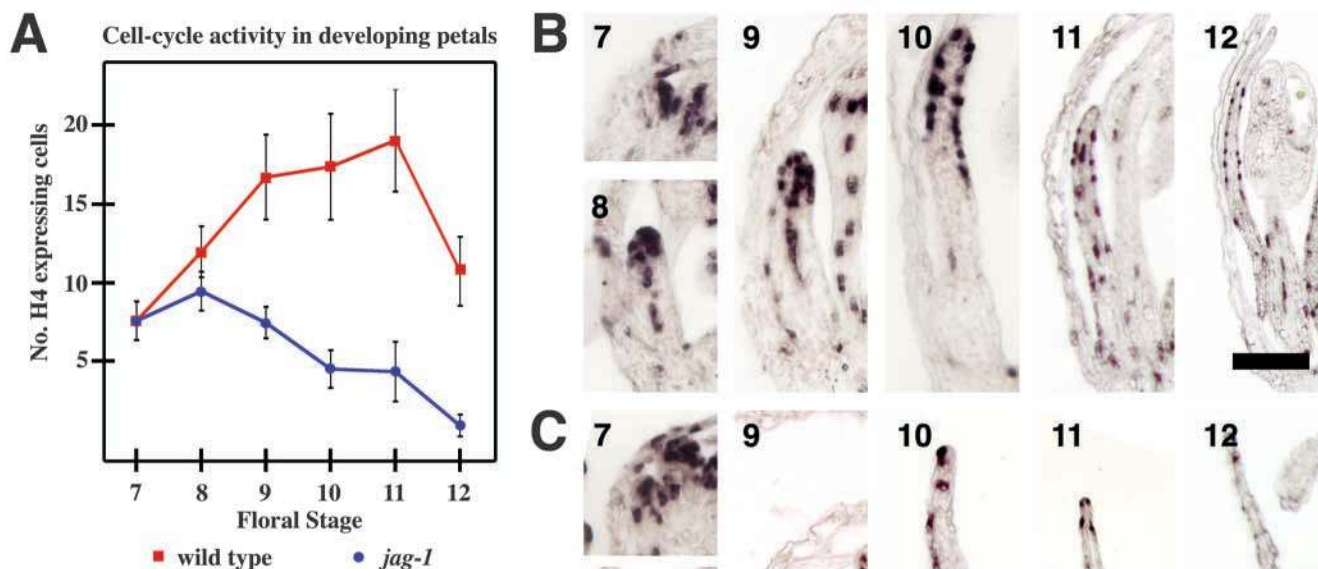 A
Cell-cycle activity in developing petals
No. H4 expressing cells
20
15
10
5
7 8 9 10 11 12
Floral Stage
wild type jag-1
B
7
8
9
10
11
12
C
7
9
10
11
12